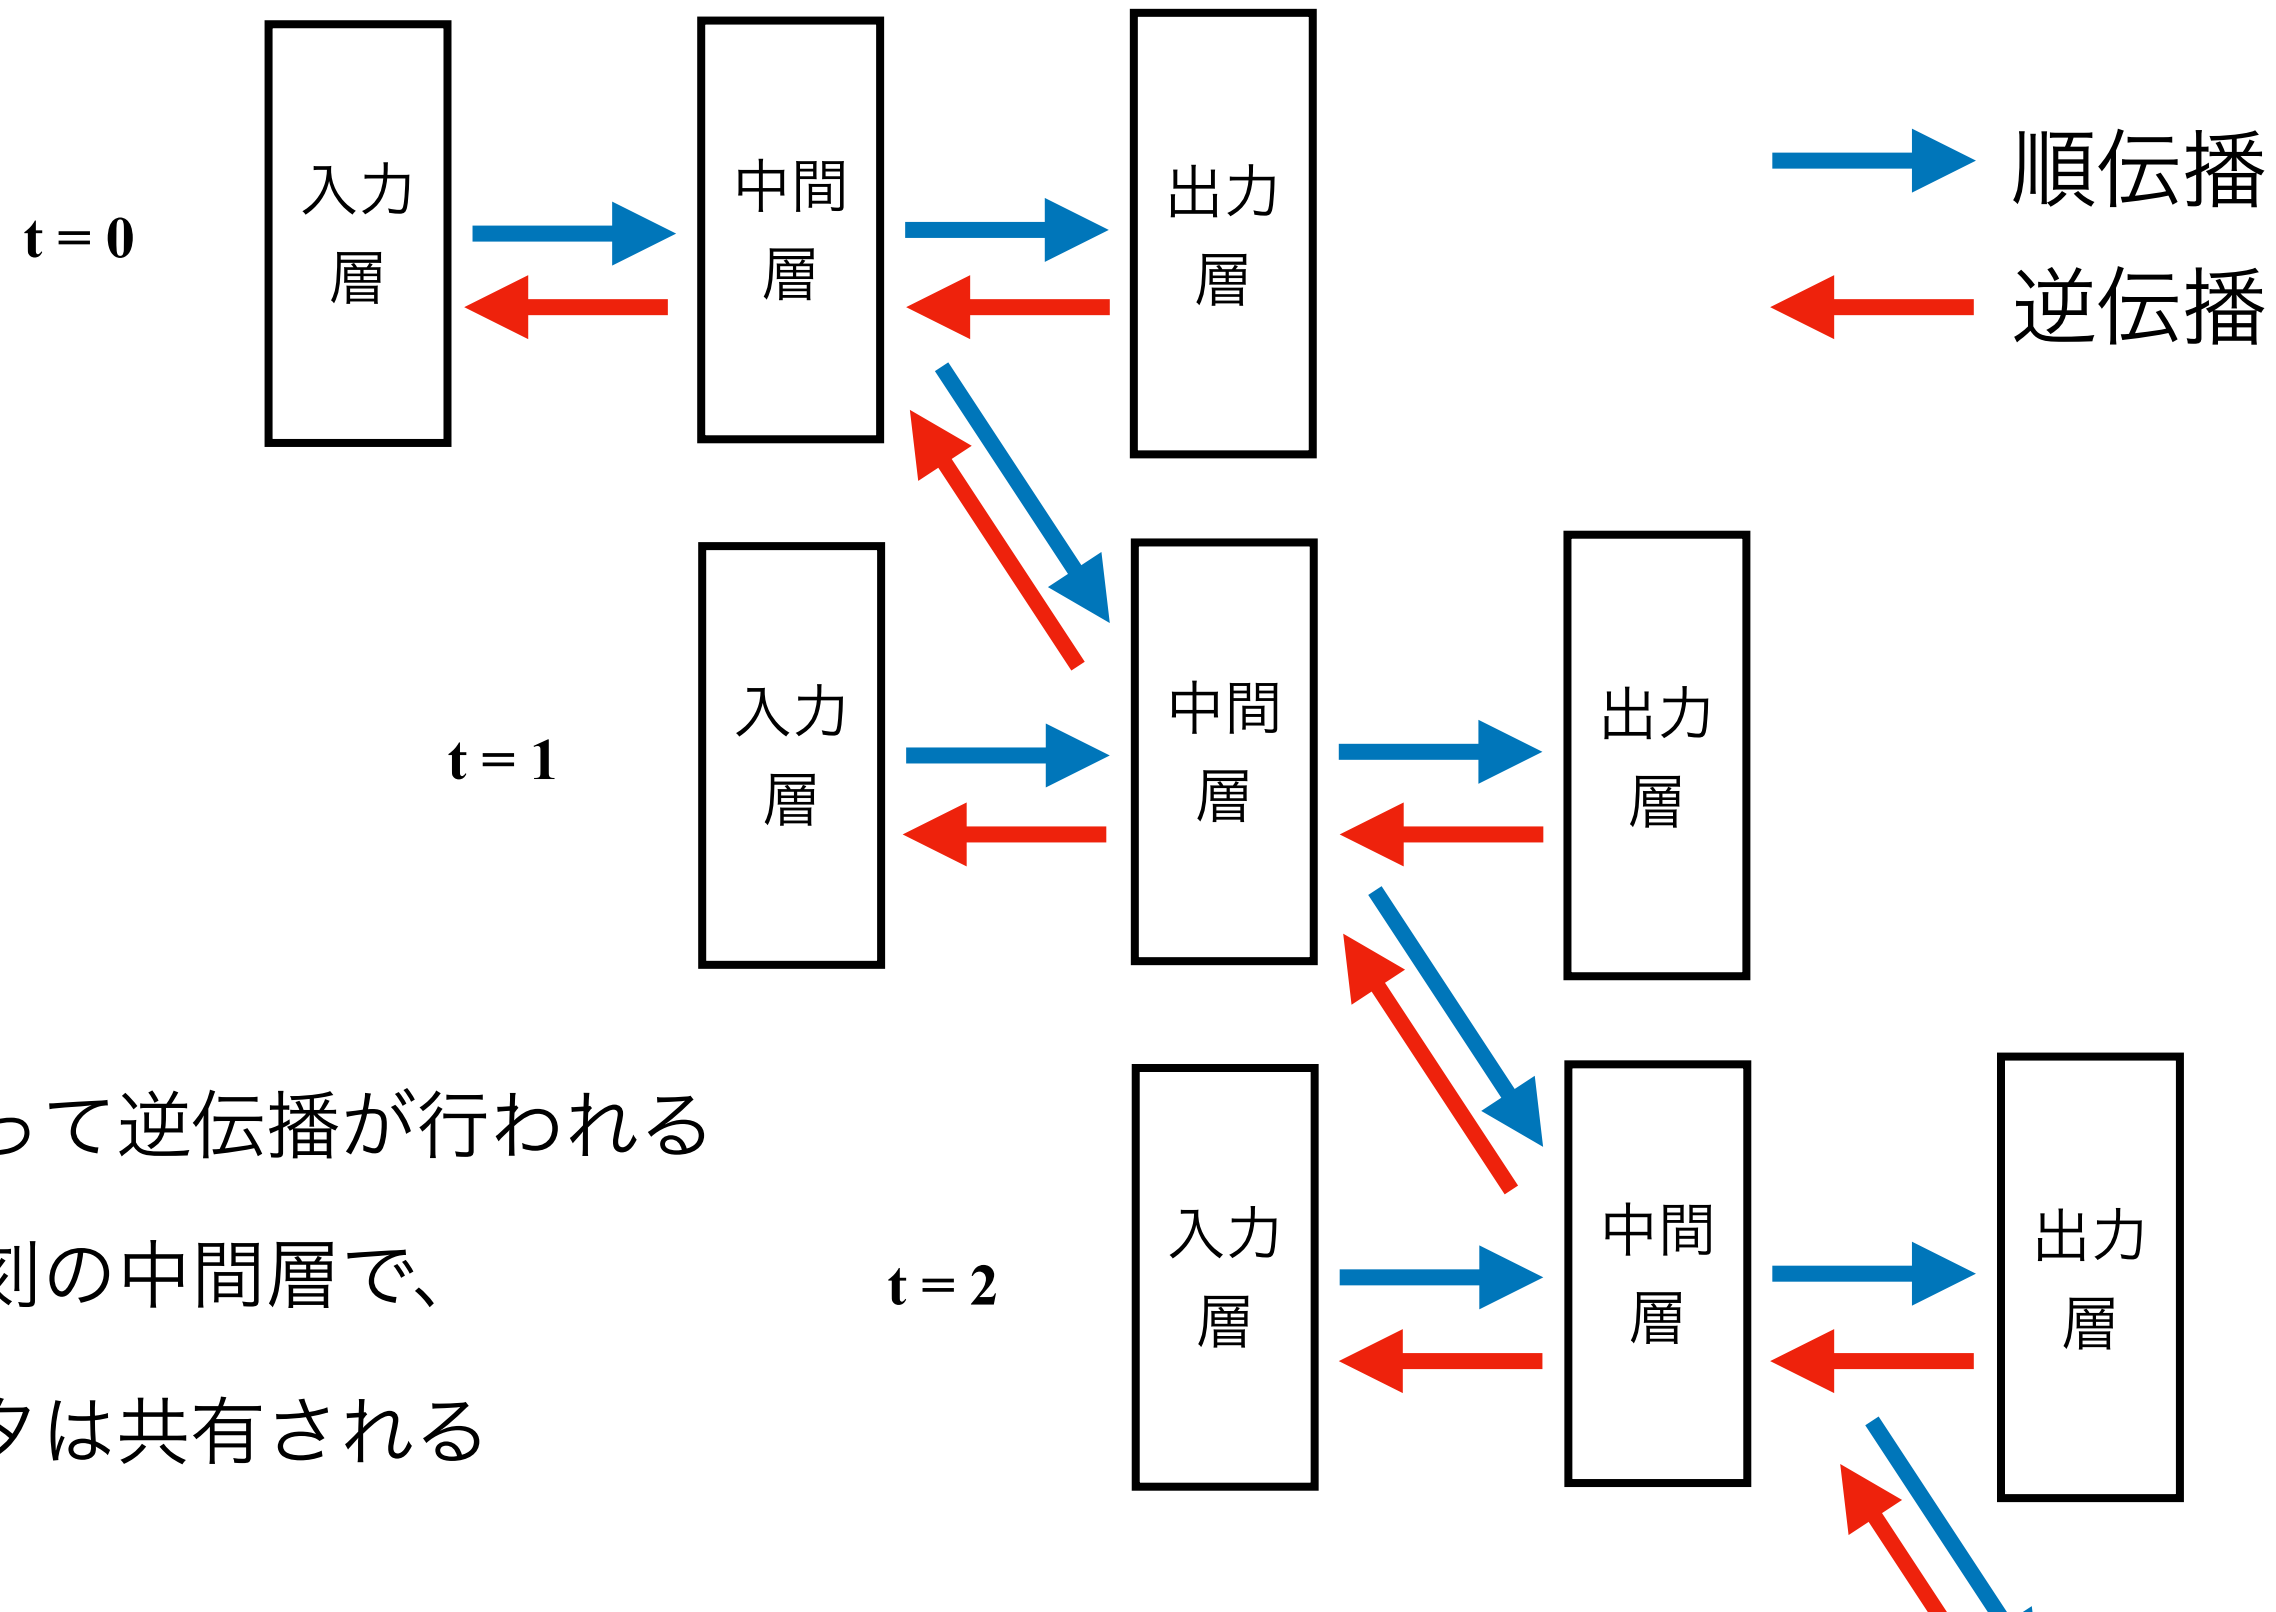 t = 0
入力
層
中間
層
出力
層
順伝播
逆伝播
t = 1
入力
層
中間
層
出力
層
って逆伝播が行われる
刻の中間層で、
タは共有される
t = 2
入力
層
中間
層
出力
層